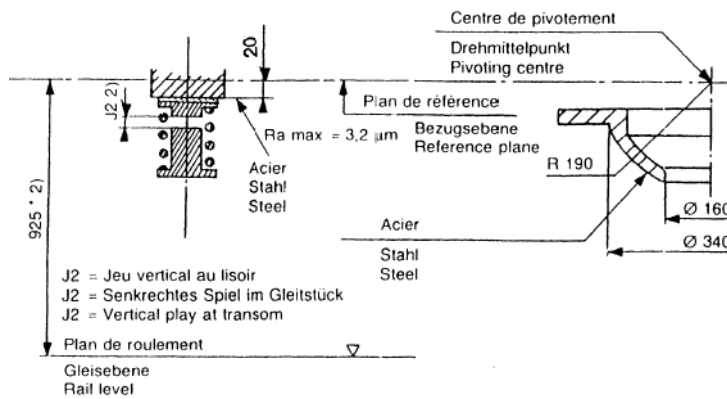 Centre de pivotement
Drehmittelpunkt
Pivoting centre
20
J2 2)
Plan de référence
Bezugsebene
Reference plane
Ra max = 3,2 µm
R 190
Acier
Stahl
Steel
925 * 2)
Ø 160
Acier
Stahl
Steel
Ø 340
J2 = Jeu vertical au lisoir
J2 = Senkrechtes Spiel im Gleitstück
J2 = Vertical play at transom
Plan de roulement
Gleisebene
Rail level